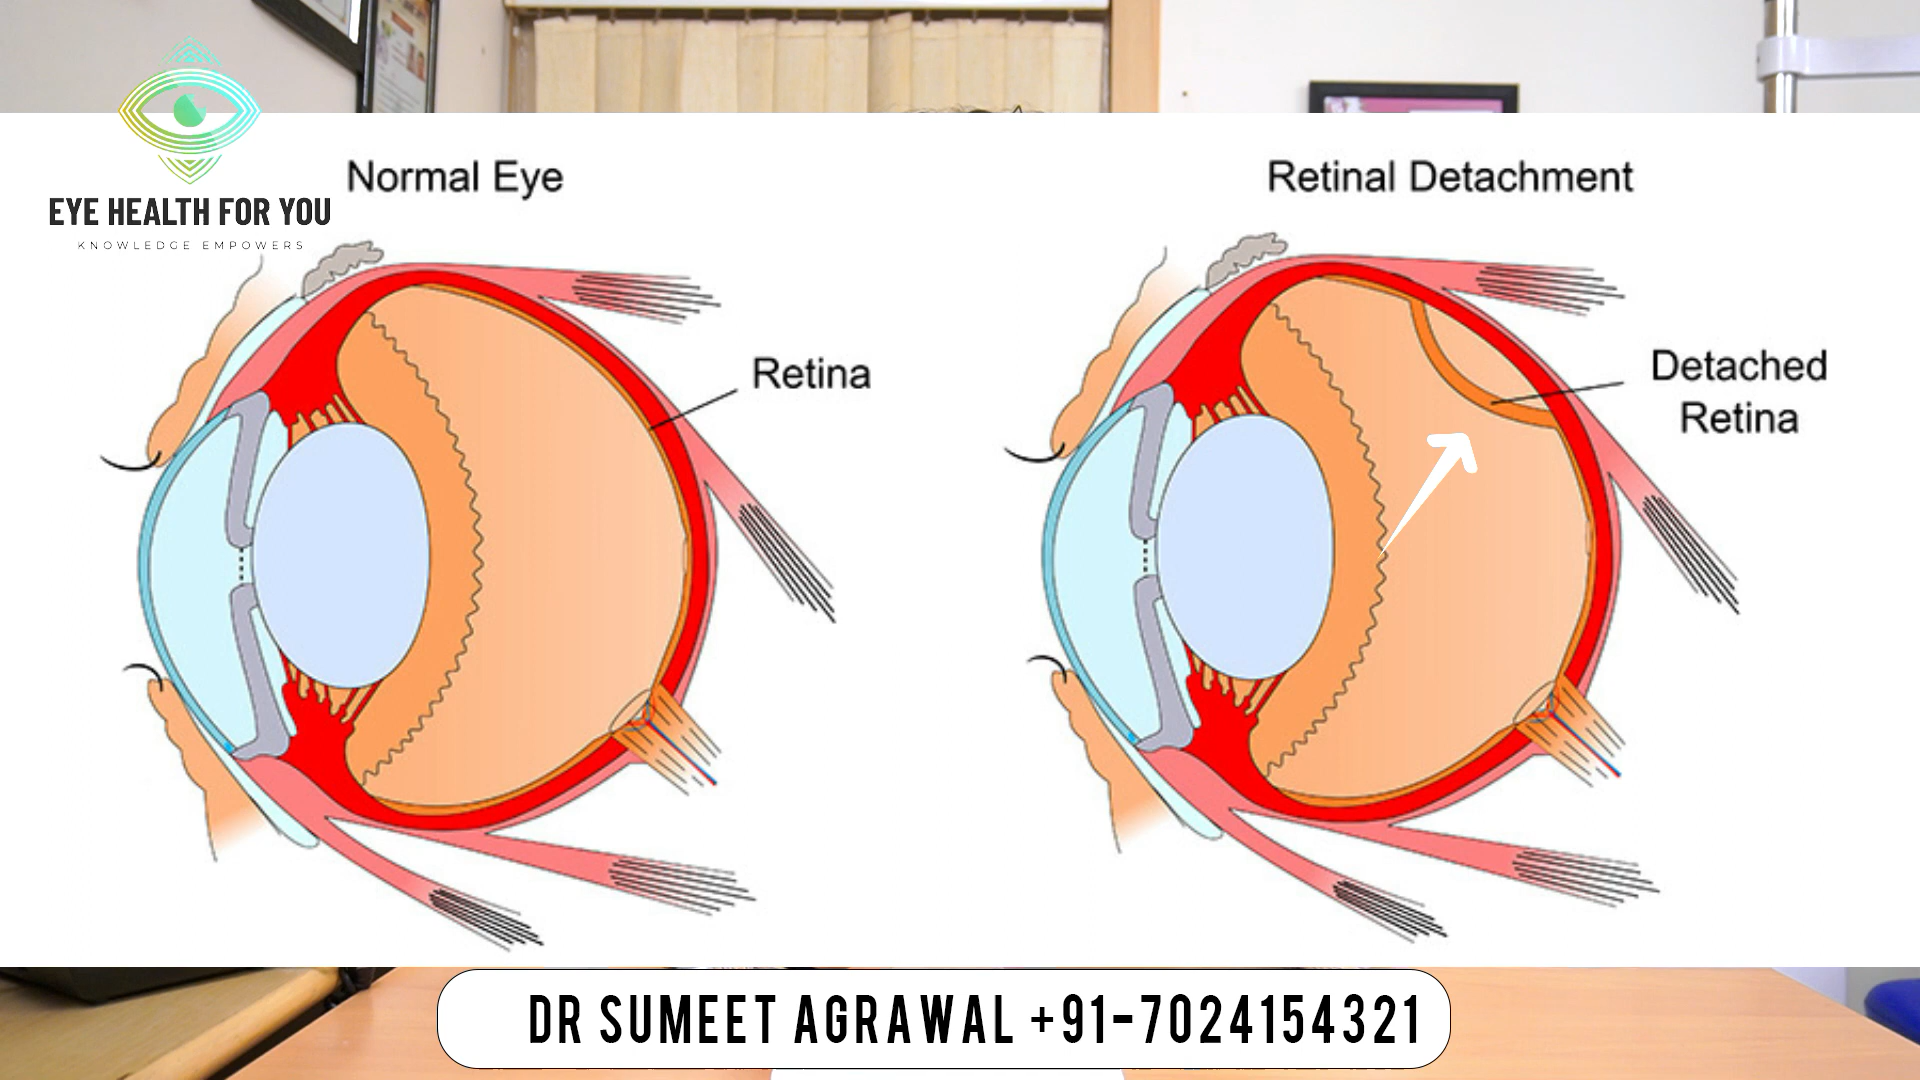 EYE HEALTH FOR YOU
KNOWLEDGE EMPOWERS
Normal Eye
Retina
Retinal Detachment
Detached
Retina
DR SUMEET AGRAWAL +91-7024154321